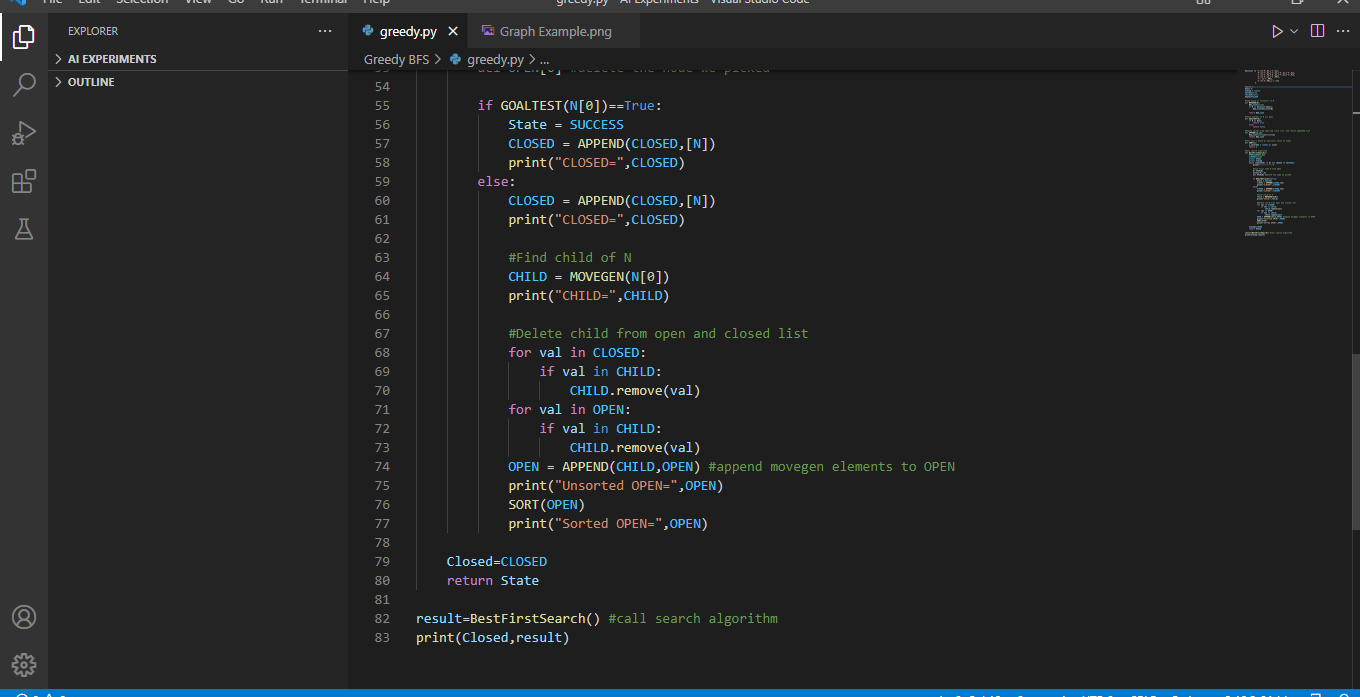 File Edit Selection View Go Run Terminal Help greedy.py - AI Experiments - Visual Studio Code
EXPLORER ...
AI EXPERIMENTS
OUTLINE
greedy.py Graph Example.png
Greedy BFS > greedy.py > ...
53 del OPEN[0] #delete the node we picked
54
55 if GOALTEST(N[0])==True:
56 State = SUCCESS
57 CLOSED = APPEND(CLOSED,[N])
58 print("CLOSED=",CLOSED)
59 else:
60 CLOSED = APPEND(CLOSED,[N])
61 print("CLOSED=",CLOSED)
62
63 #Find child of N
64 CHILD = MOVEGEN(N[0])
65 print("CHILD=",CHILD)
66
67 #Delete child from open and closed list
68 for val in CLOSED:
69 if val in CHILD:
70 CHILD.remove(val)
71 for val in OPEN:
72 if val in CHILD:
73 CHILD.remove(val)
74 OPEN = APPEND(CHILD,OPEN) #append movegen elements to OPEN
75 print("Unsorted OPEN=",OPEN)
76 SORT(OPEN)
77 print("Sorted OPEN=",OPEN)
78
79 Closed=CLOSED
80 return State
81
82 result=BestFirstSearch() #call search algorithm
83 print(Closed,result)